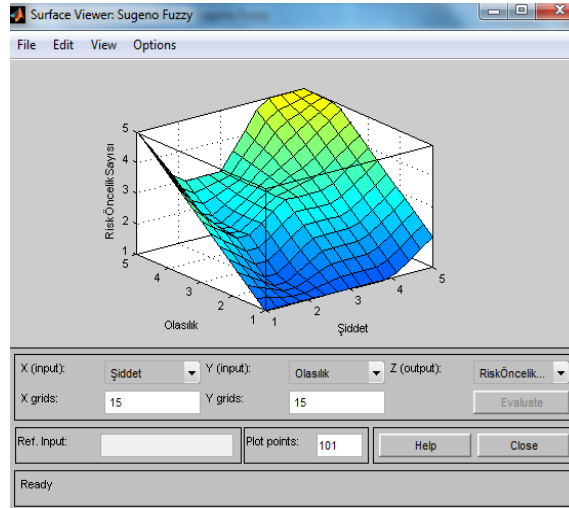 Surface Viewer: Sugeno Fuzzy
File Edit View Options
5
4
3
2
1
RiskÖncelikSayısı
5
4
3
2
1
Olasılık
1
2
3
4
5
Şiddet
X (input): Şiddet Y (input): Olasılık Z (output): RiskÖncelik...
X grids: 15 Y grids: 15 Evaluate
Ref. Input: Plot points: 101 Help Close
Ready